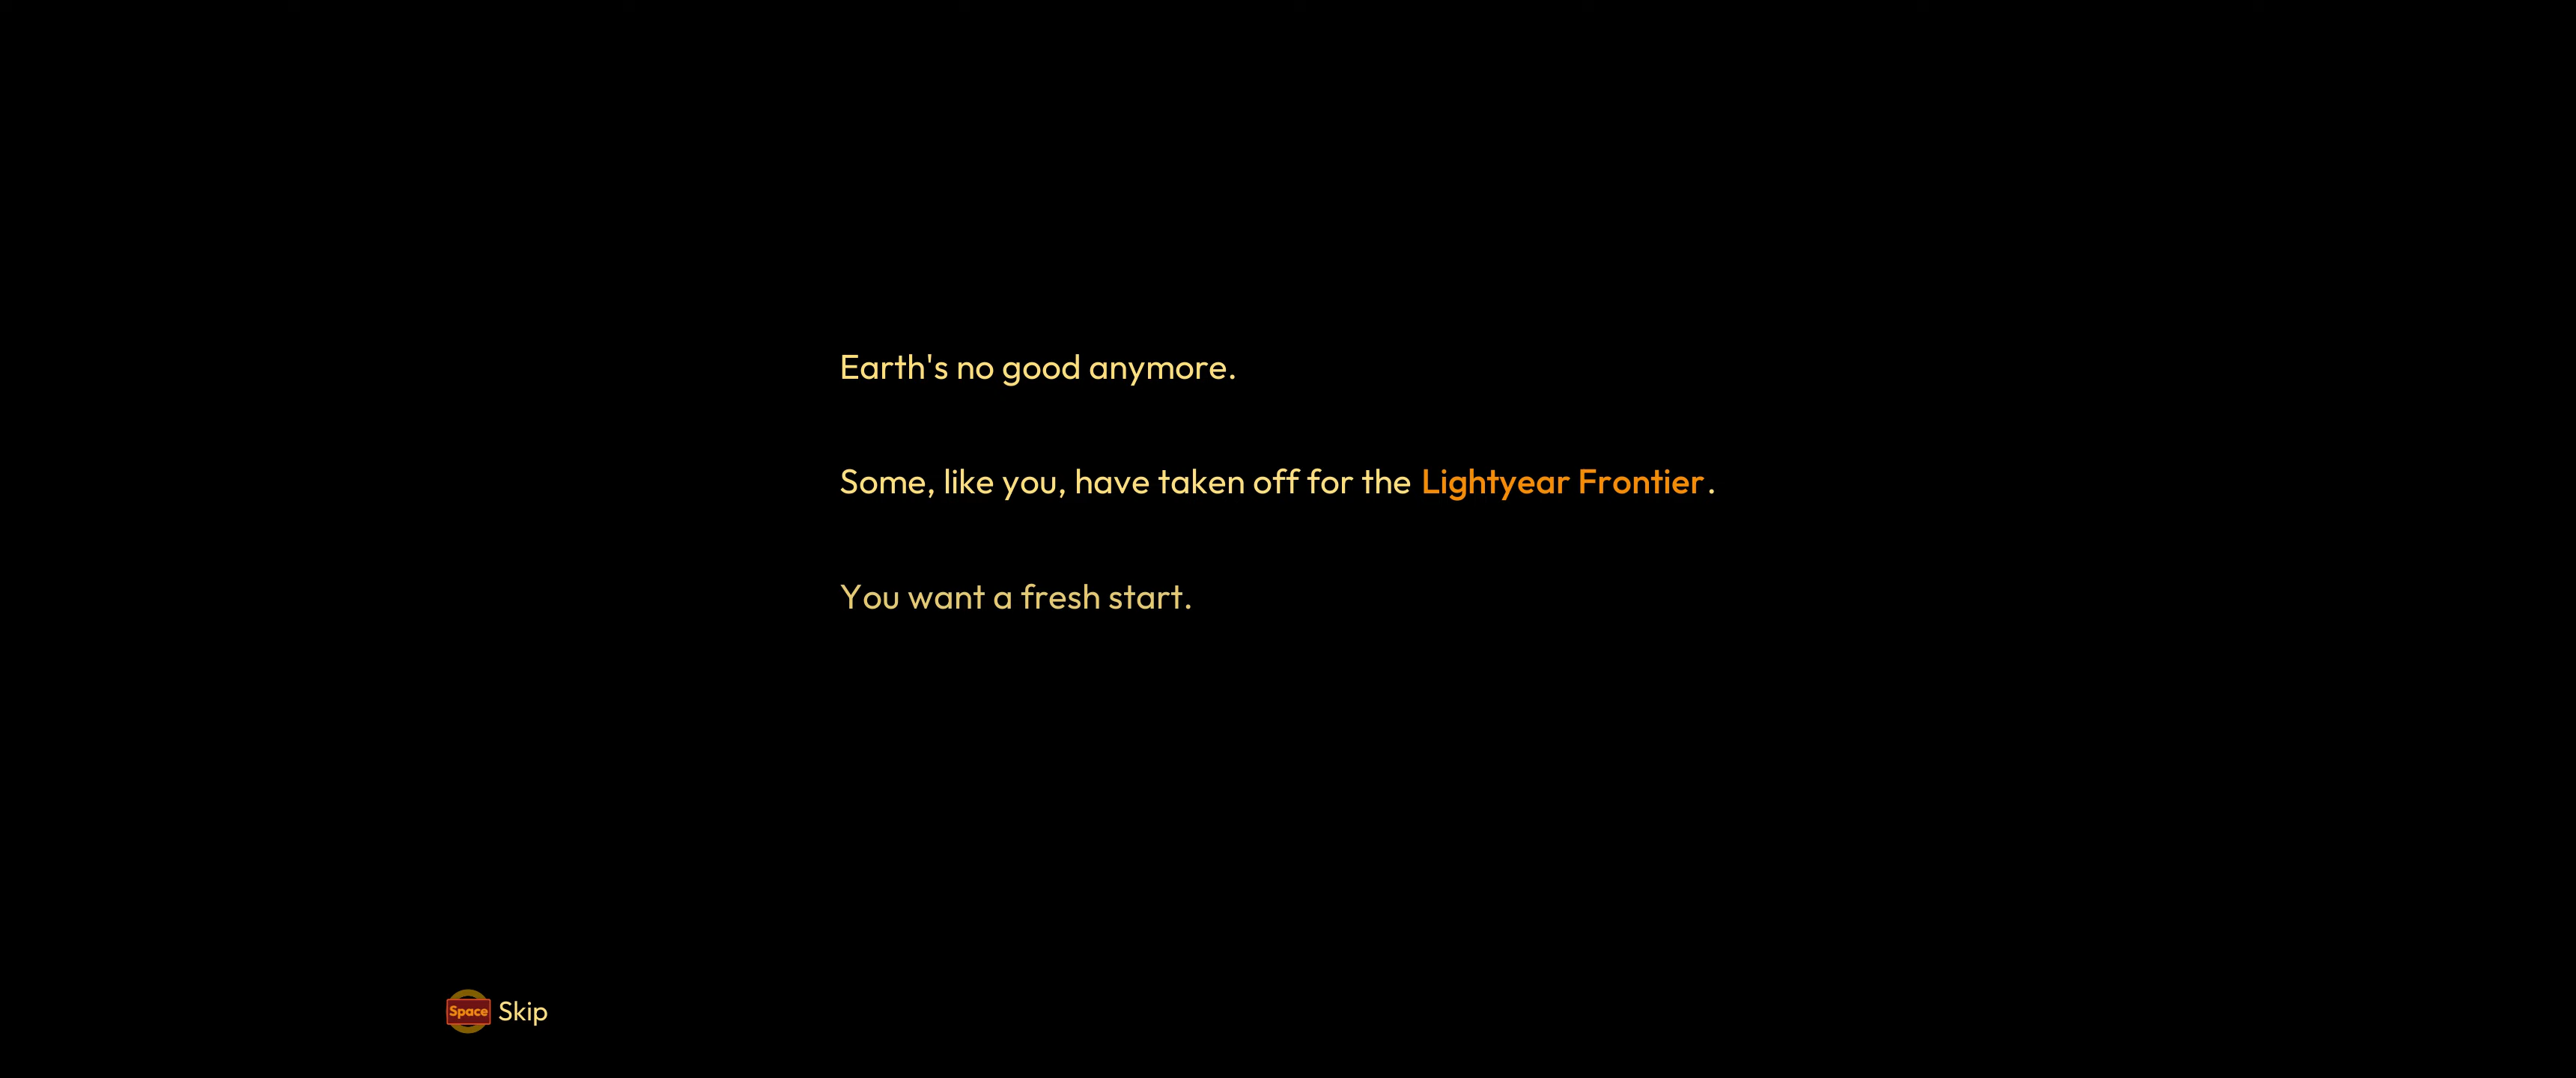 Earth's no good anymore.
Some, like you, have taken off for the Lightyear Frontier.
You want a fresh start.
Space Skip